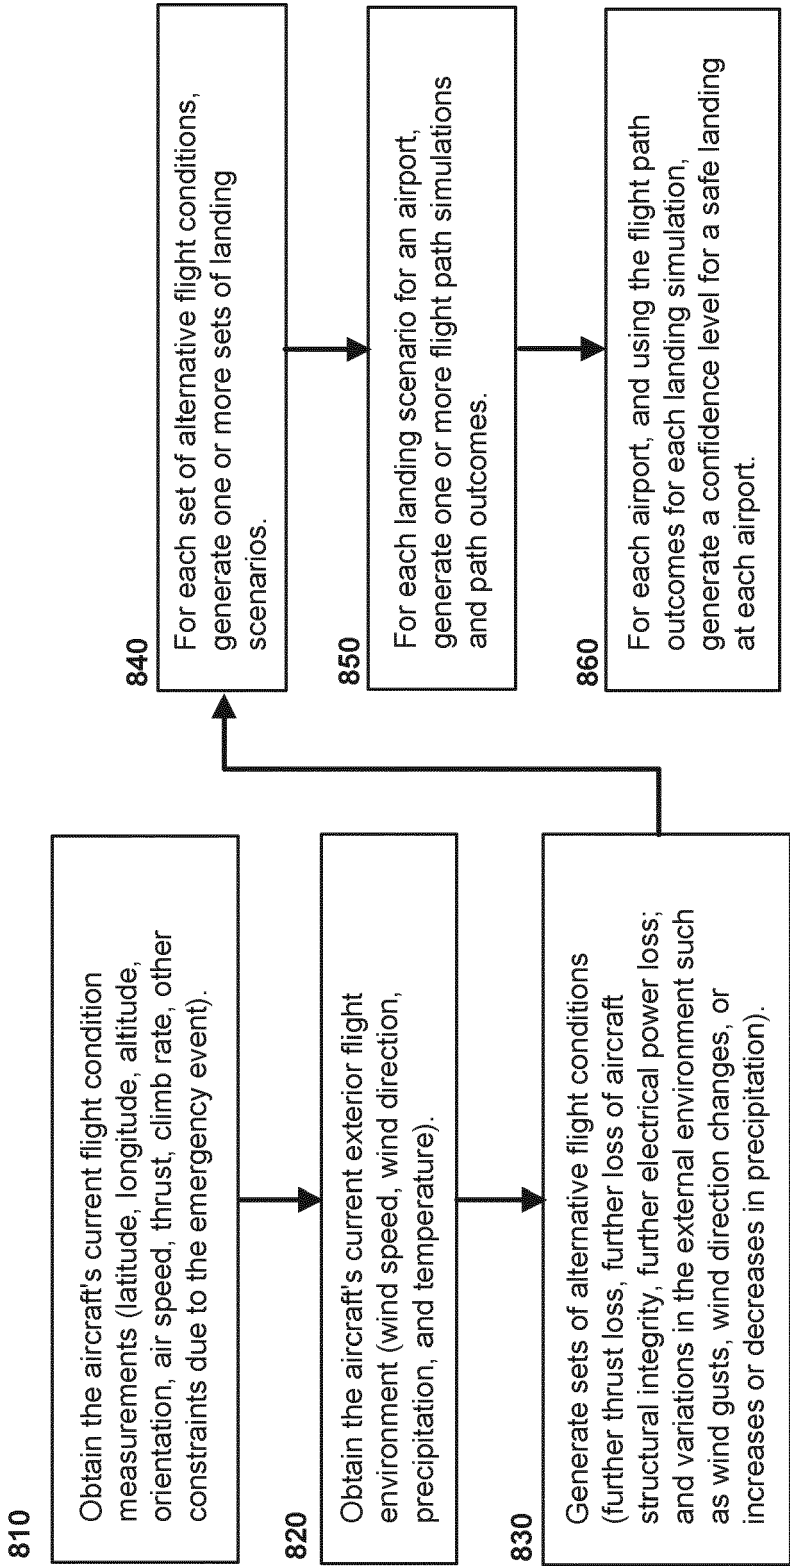 810
Obtain the aircraft's current flight condition
measurements (latitude, longitude, altitude,
orientation, air speed, thrust, climb rate, other
constraints due to the emergency event).
820
Obtain the aircraft's current exterior flight
environment (wind speed, wind direction,
precipitation, and temperature).
830
Generate sets of alternative flight conditions
(further thrust loss, further loss of aircraft
structural integrity, further electrical power loss;
and variations in the external environment such
as wind gusts, wind direction changes, or
increases or decreases in precipitation).
840
For each set of alternative flight conditions,
generate one or more sets of landing
scenarios.
850
For each landing scenario for an airport,
generate one or more flight path simulations
and path outcomes.
860
For each airport, and using the flight path
outcomes for each landing simulation,
generate a confidence level for a safe landing
at each airport.